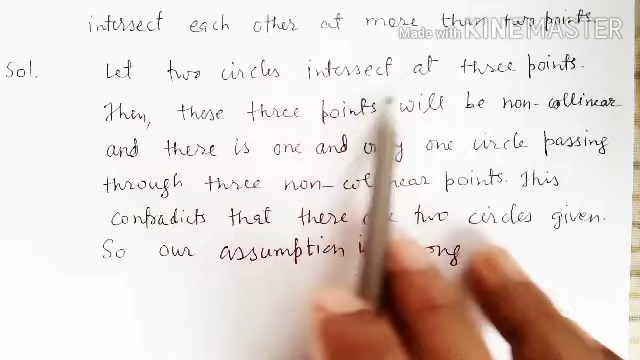 intersect each other at more than two points.
Made with KINEMASTER
Sol. Let two circles intersect at three points.
Then, these three points will be non-collinear
and there is one and only one circle passing
through three non-collinear points. This
contradicts that there are two circles given.
So our assumption is wrong